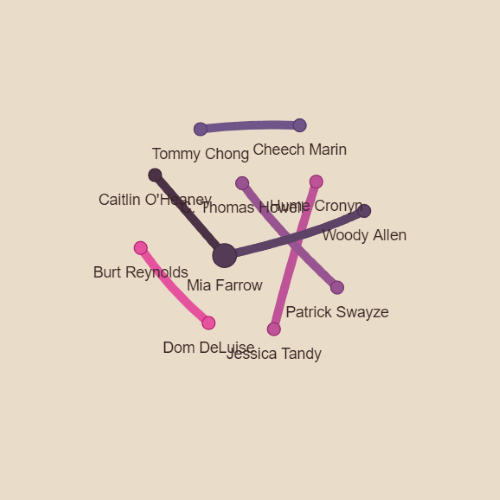 Tommy Chong
Cheech Marin
Caitlin O'Heaney
C. Thomas Howell
Hume Cronyn
Woody Allen
Burt Reynolds
Mia Farrow
Patrick Swayze
Dom DeLuise
Jessica Tandy